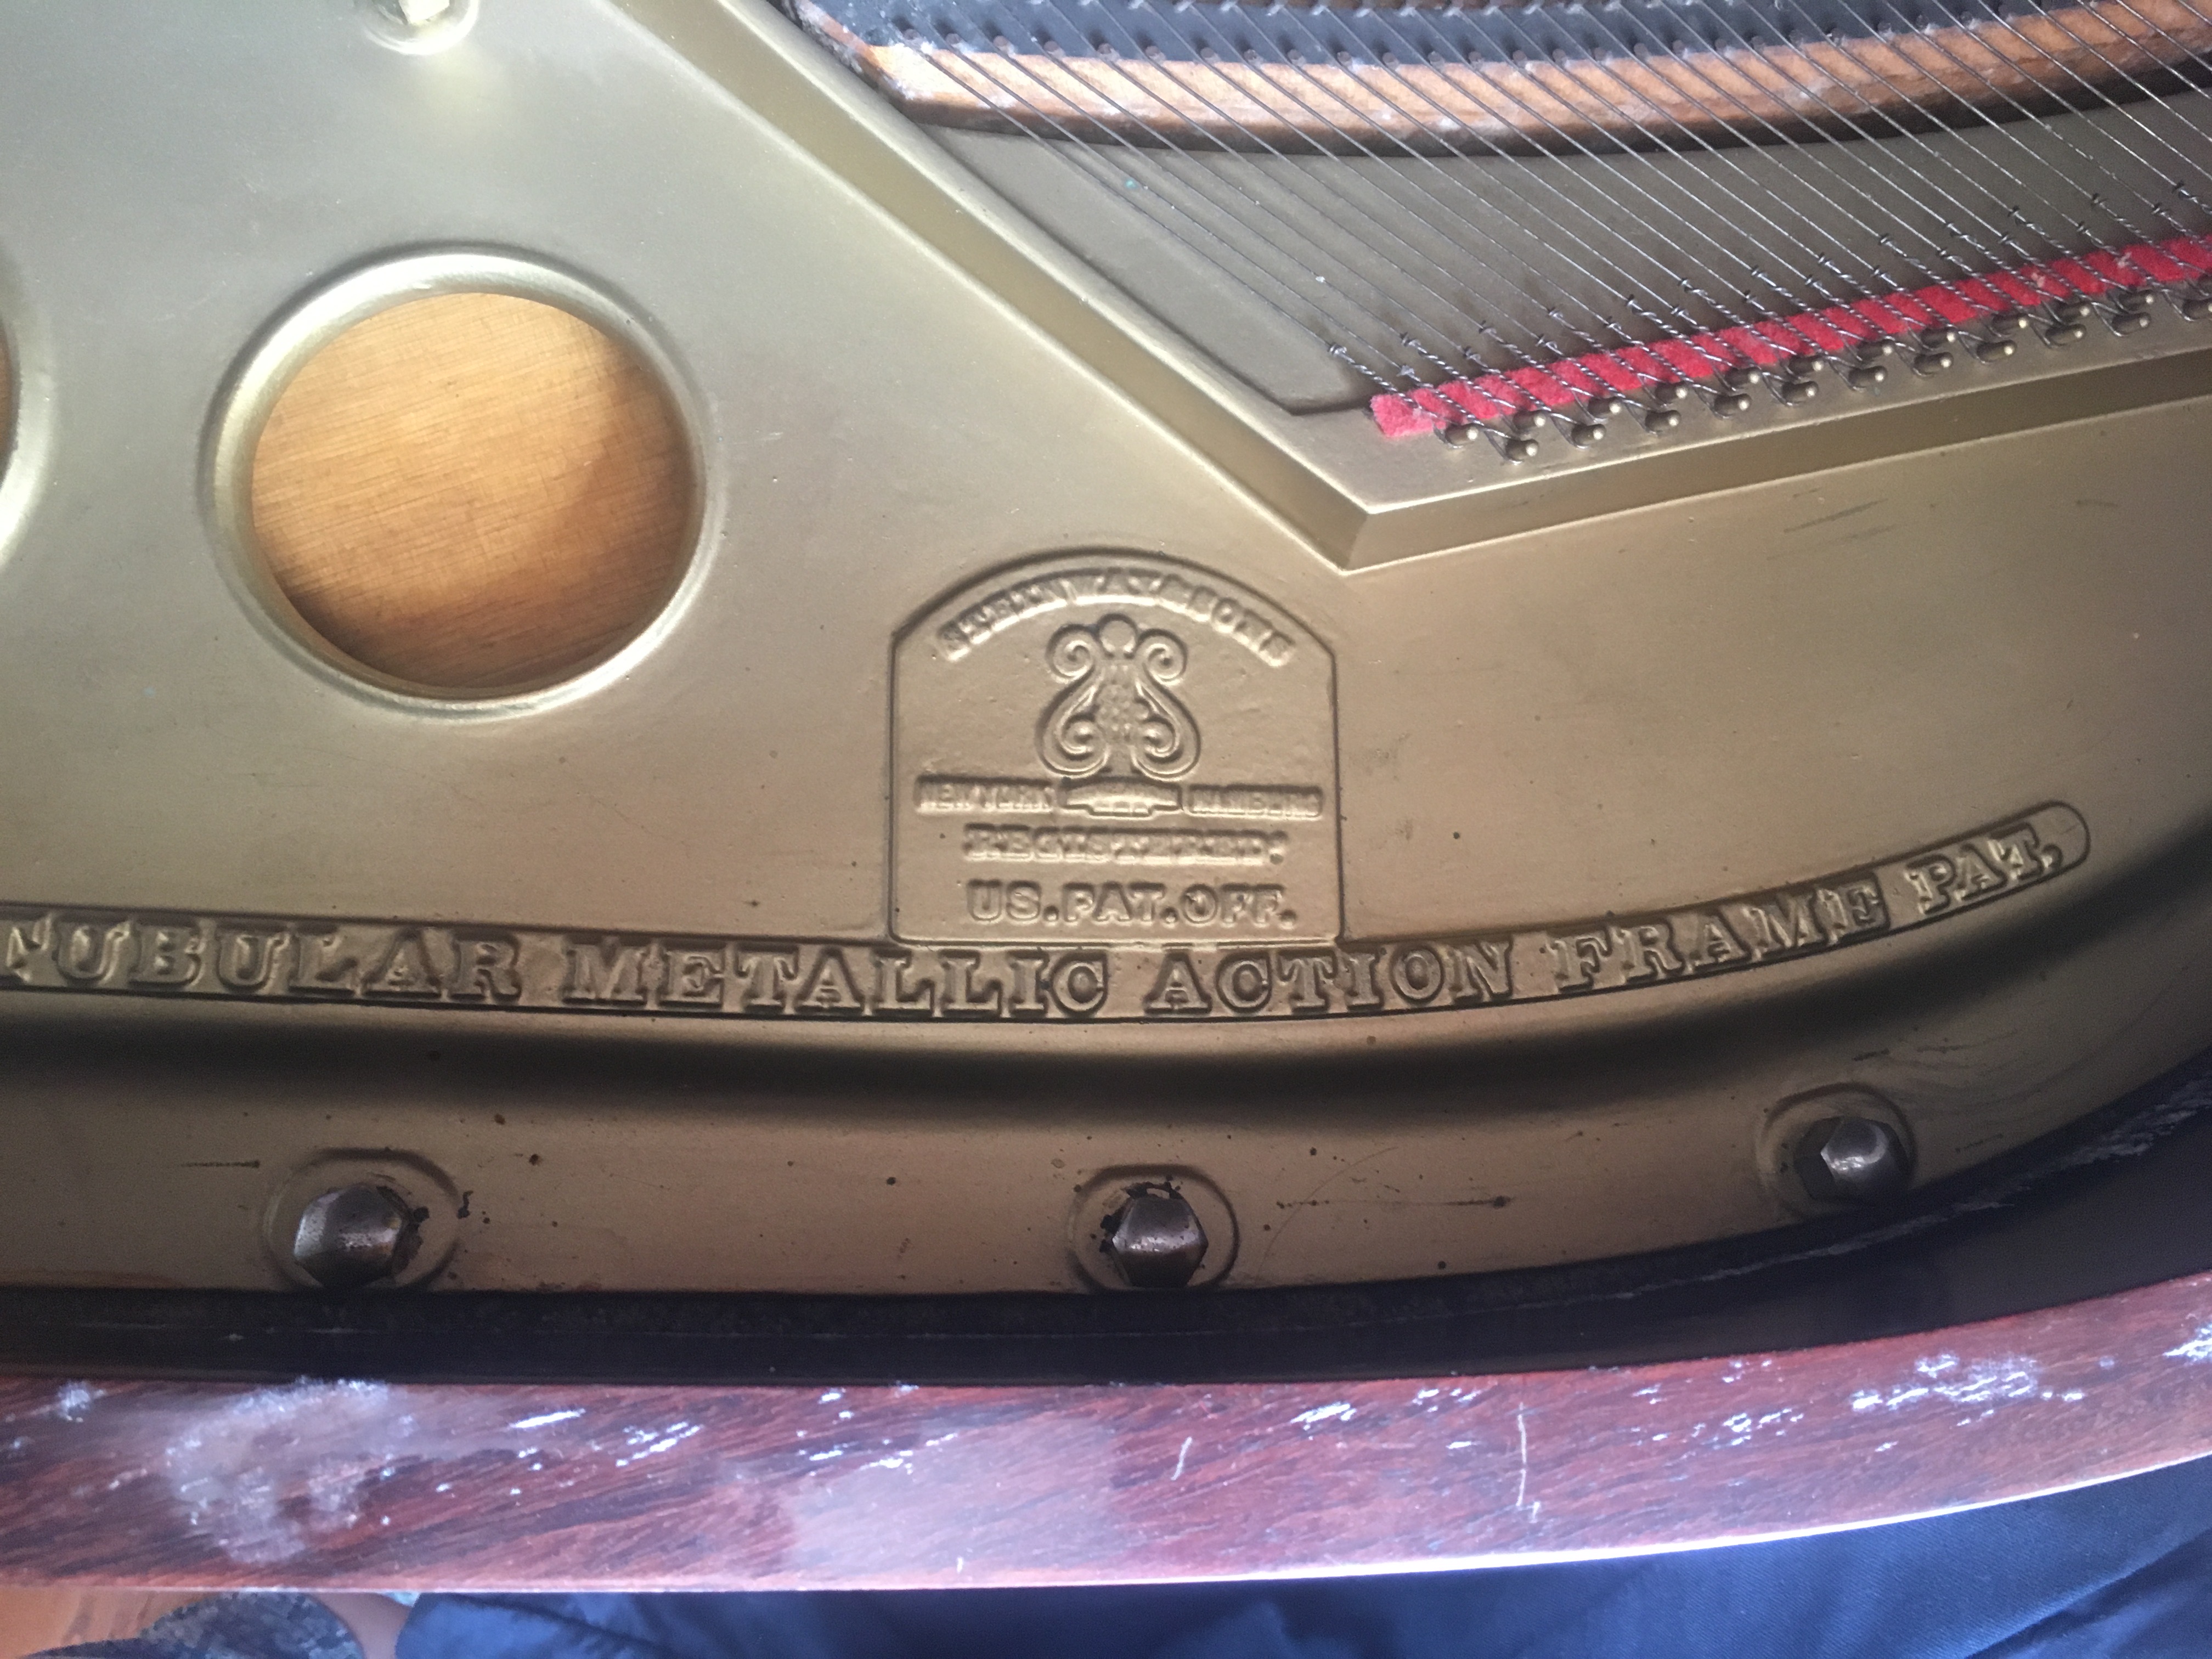 STEINWAY & SONS
NEW YORK HAMBURG
REGISTERED:
US.PAT.OFF.
TUBULAR METALLIC ACTION FRAME PAT.